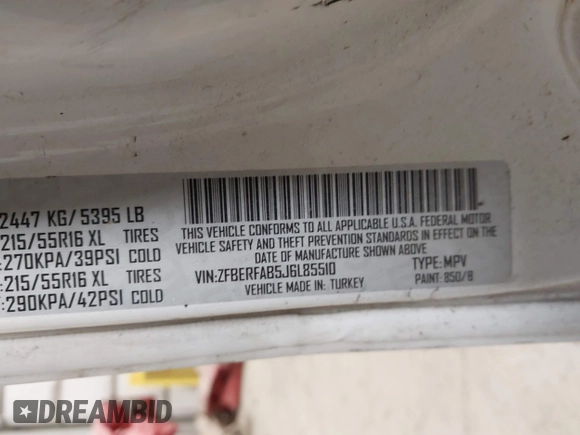 2447 KG/ 5395 LB
215/55R16 XL TIRES
:270KPA/39PSI COLD
:215/55R16 XL TIRES
:290KPA/42PSI COLD
THIS VEHICLE CONFORMS TO ALL APPLICABLE U.S.A. FEDERAL MOTOR
VEHICLE SAFETY AND THEFT PREVENTION STANDARDS IN EFFECT ON THE
DATE OF MANUFACTURE SHOWN ABOVE
VIN:ZFBERFAB5J6L85510 TYPE: MPV
VEHICLE MADE IN: TURKEY PAINT: 850/B
DREAMBID